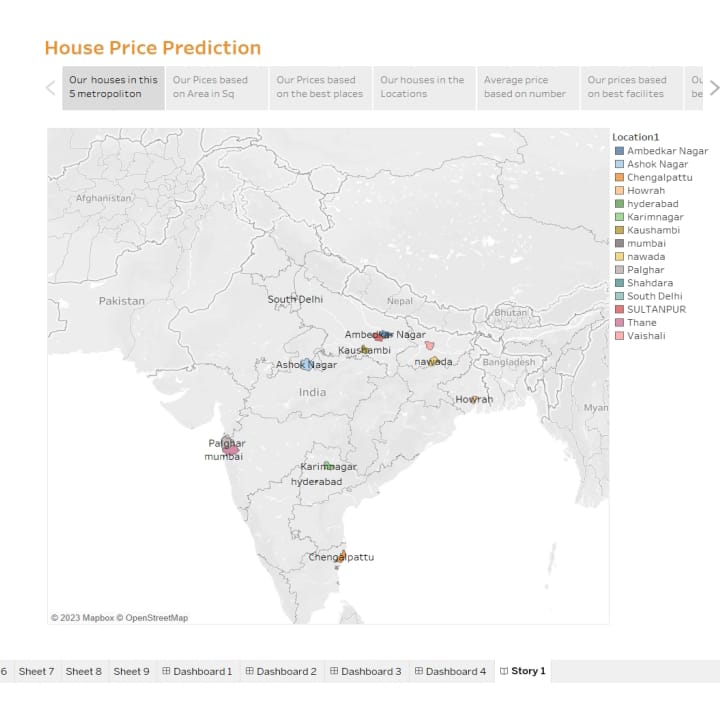 House Price Prediction
Our houses in this
5 metropoliton
Our Pices based
on Area in Sq
Our Prices based
on the best places
Our houses in the
Locations
Average price
based on number
Our prices based
on best facilites
Ou
be
Location1
Ambedkar Nagar
Ashok Nagar
Chengalpattu
Howrah
hyderabad
Karimnagar
Kaushambi
mumbai
nawada
Palghar
Shahdara
South Delhi
SULTANPUR
Thane
Vaishali
Afghanistan
Pakistan
South Delhi
Nepal
Bhutan
Ambedkar Nagar
Kaushambi
Ashok Nagar
nawada
Bangladesh
India
Howrah
Myan
Palghar
mumbai
Karimnagar
hyderabad
Chengalpattu
© 2023 Mapbox © OpenStreetMap
6 Sheet 7 Sheet 8 Sheet 9 Dashboard 1 Dashboard 2 Dashboard 3 Dashboard 4 Story 1